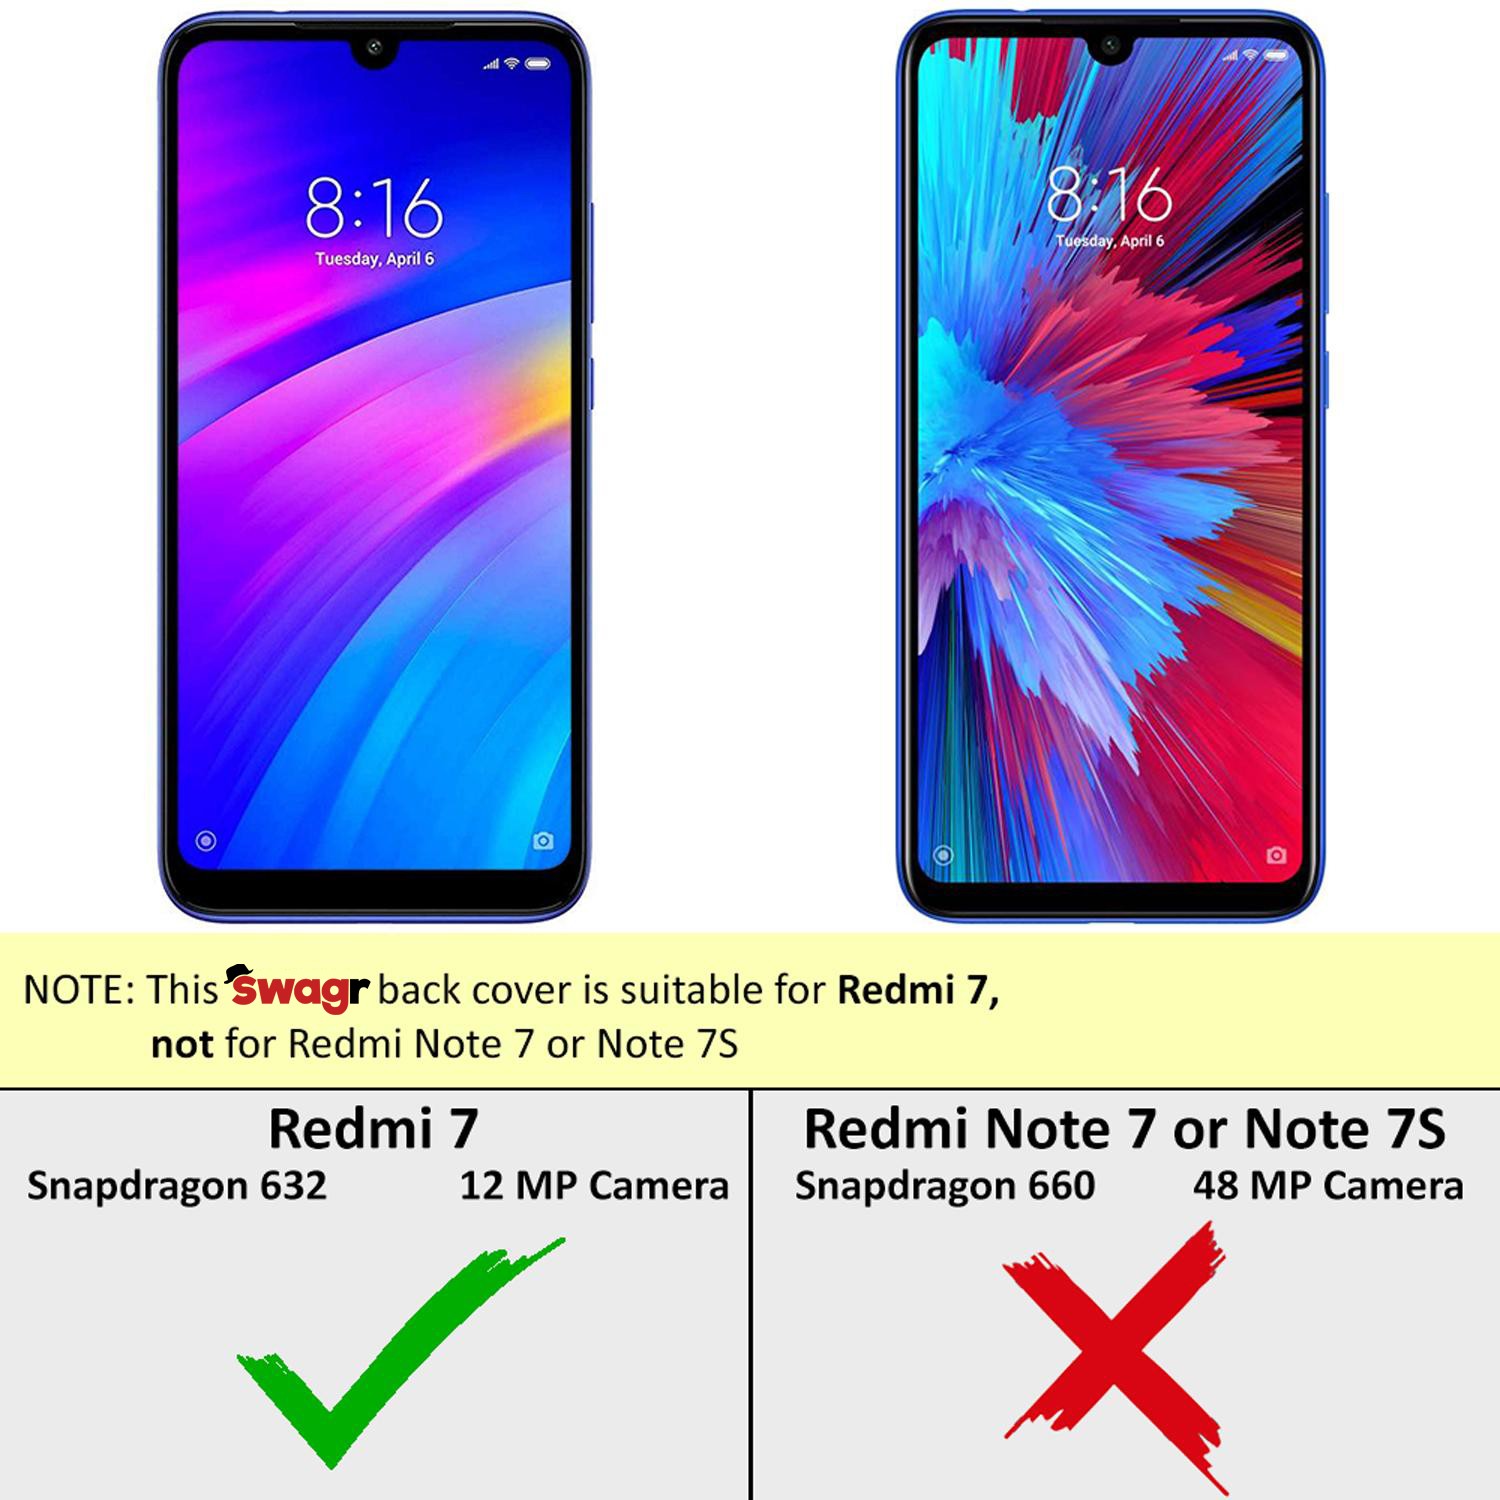 8:16
Tuesday, April 6
8:16
Tuesday, April 6
NOTE: This swagr back cover is suitable for Redmi 7,
not for Redmi Note 7 or Note 7S
Redmi 7
Snapdragon 632 12 MP Camera
Redmi Note 7 or Note 7S
Snapdragon 660 48 MP Camera